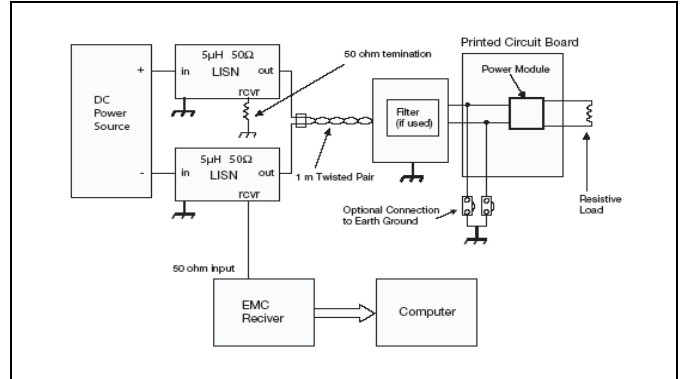 Printed Circuit Board
50 ohm temination
Power Module
5µH 50Ω
LISN
in
out
rcvr
+
DC
Power
Source
-
5µH 50Ω
LISN
in
out
rcvr
Filter
(if used)
1 m Twisted Pair
Optional Connection
to Earth Ground
Resistive
Load
50 ohm input
EMC
Reciver
Computer